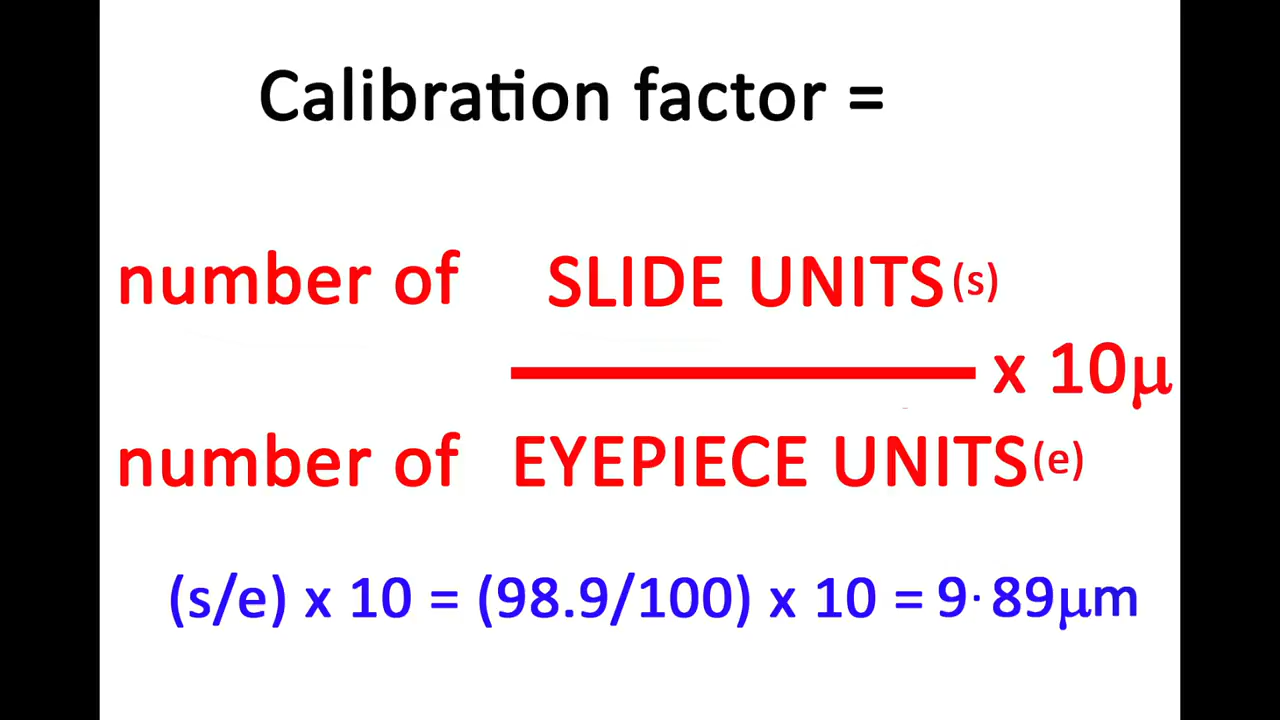 Calibration factor =
number of SLIDE UNITS (s)
x 10μ
number of EYEPIECE UNITS (e)
(s/e) x 10 = (98.9/100) x 10 = 9·89μm